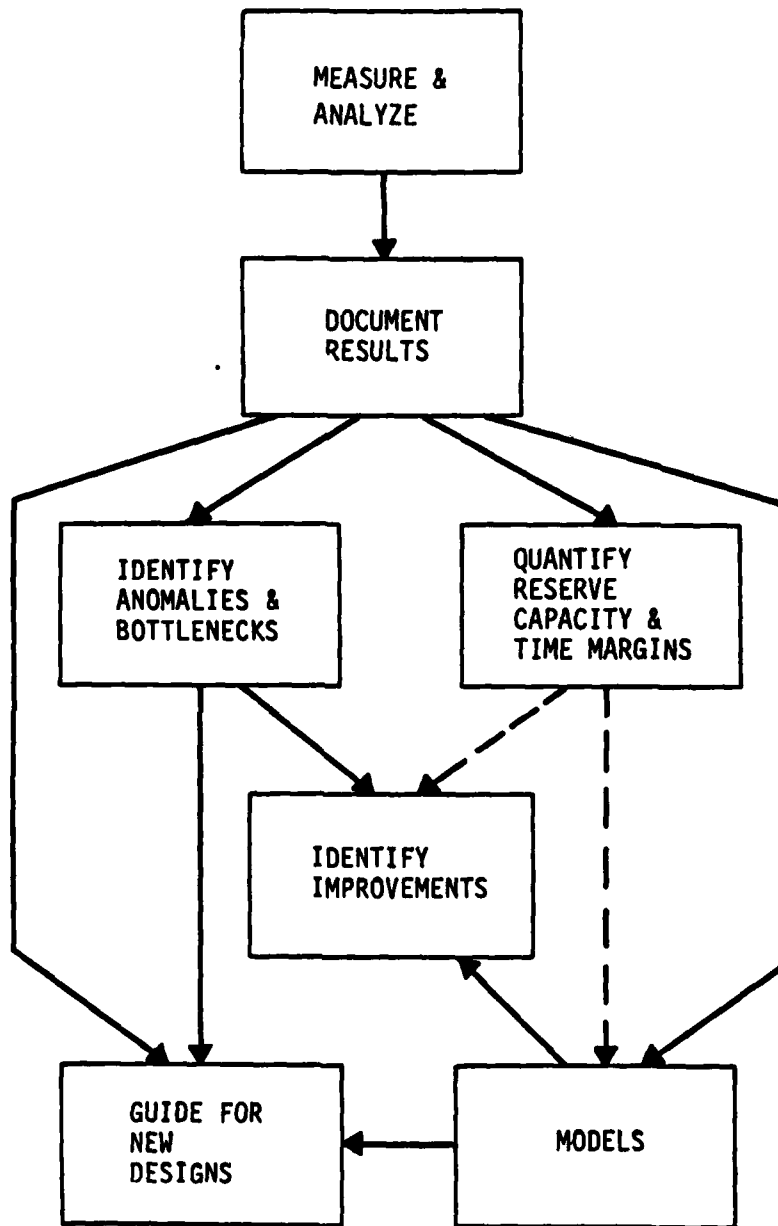 MEASURE &
ANALYZE
DOCUMENT
RESULTS
IDENTIFY
ANOMALIES &
BOTTLENECKS
QUANTIFY
RESERVE
CAPACITY &
TIME MARGINS
IDENTIFY
IMPROVEMENTS
GUIDE FOR
NEW
DESIGNS
MODELS